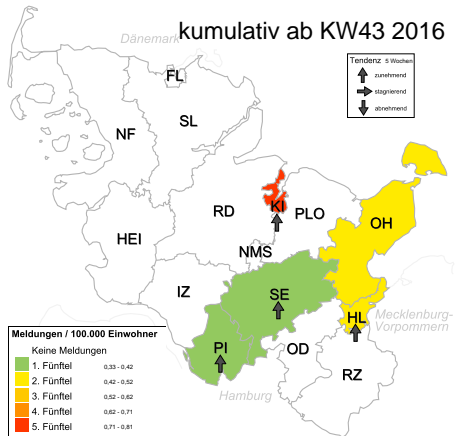 kumulativ ab KW43 2016
Dänemark
Tendenz 5 Wochen
zunehmend
stagnierend
abnehmend
FL
SL
NF
KI
RD
PLO
OH
HEI
NMS
IZ
SE
HL
Mecklenburg-
Vorpommern
PI
OD
RZ
Hamburg
Meldungen / 100.000 Einwohner
Keine Meldungen
1. Fünftel 0,33 - 0,42
2. Fünftel 0,42 - 0,52
3. Fünftel 0,52 - 0,62
4. Fünftel 0,62 - 0,71
5. Fünftel 0,71 - 0,81